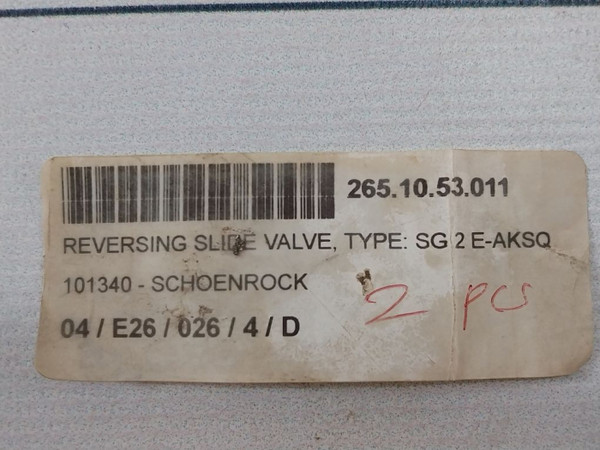 265.10.53.011
REVERSING SLIDE VALVE, TYPE: SG 2 E-AKSQ
101340 - SCHOENROCK
2 pcs
04 / E26 / 026 / 4 / D